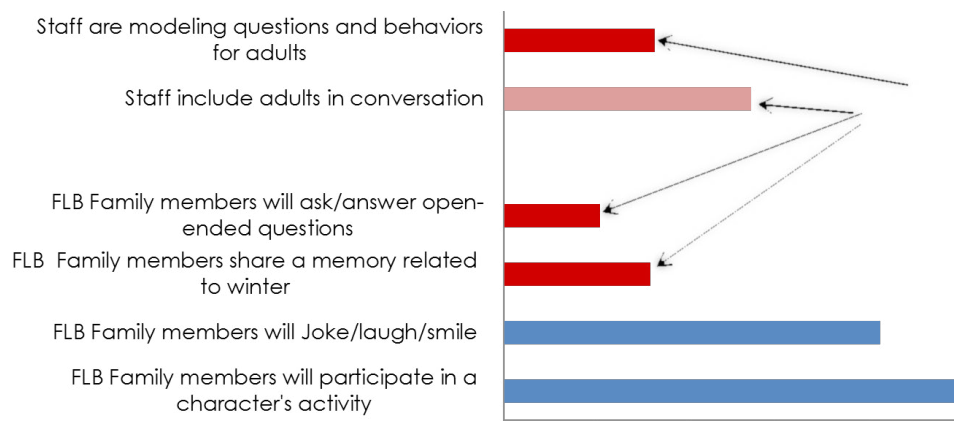 Staff are modeling questions and behaviors
for adults
Staff include adults in conversation
FLB Family members will ask/answer open-
ended questions
FLB  Family members share a memory related
to winter
FLB Family members will Joke/laugh/smile
FLB Family members will participate in a
character's activity